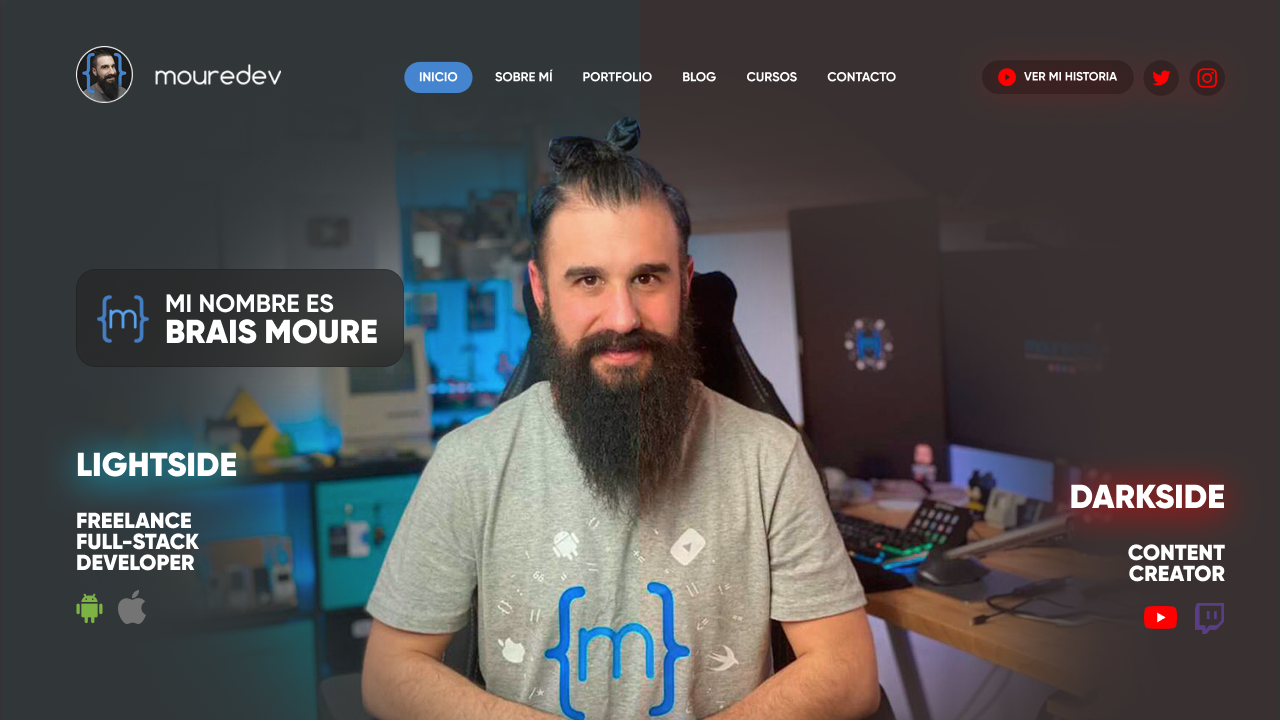 mouredev
INICIO
SOBRE MÍ
PORTFOLIO
BLOG
CURSOS
CONTACTO
VER MI HISTORIA
{m}
MI NOMBRE ES
BRAIS MOURE
LIGHTSIDE
FREELANCE
FULL-STACK
DEVELOPER
DARKSIDE
CONTENT
CREATOR
{m}